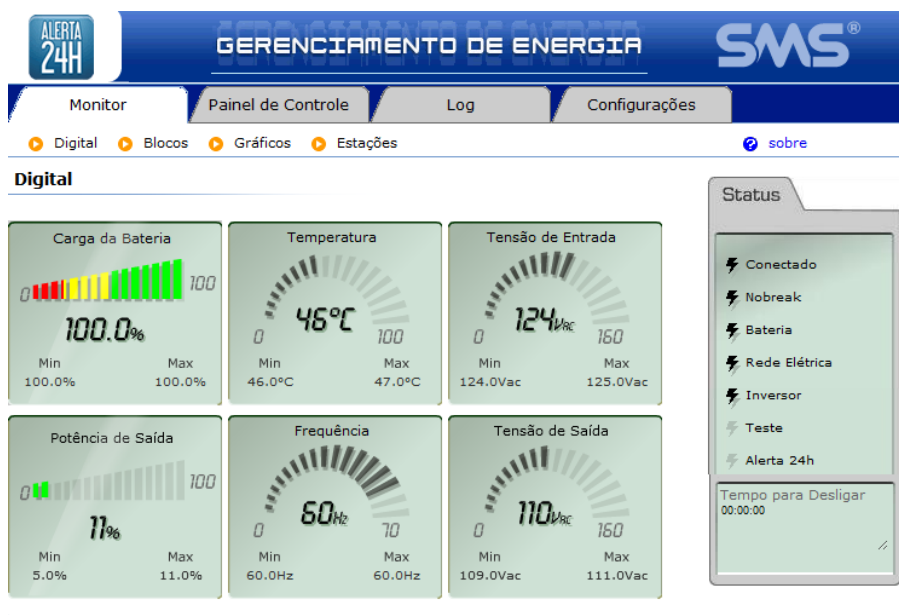 ALERTA
24H
GERENCIAMENTO DE ENERGIA
SMS®
Monitor
Painel de Controle
Log
Configurações
Digital
Blocos
Gráficos
Estações
sobre
Digital
Carga da Bateria
0
100
100.0%
Min
Max
100.0%
100.0%
Temperatura
0
100
46°C
Min
Max
46.0ºC
47.0ºC
Tensão de Entrada
0
160
124VAC
Min
Max
124.0Vac
125.0Vac
Potência de Saída
0
100
11%
Min
Max
5.0%
11.0%
Frequência
0
70
60Hz
Min
Max
60.0Hz
60.0Hz
Tensão de Saída
0
160
110VAC
Min
Max
109.0Vac
111.0Vac
Status
Conectado
Nobreak
Bateria
Rede Elétrica
Inversor
Teste
Alerta 24h
Tempo para Desligar
00:00:00